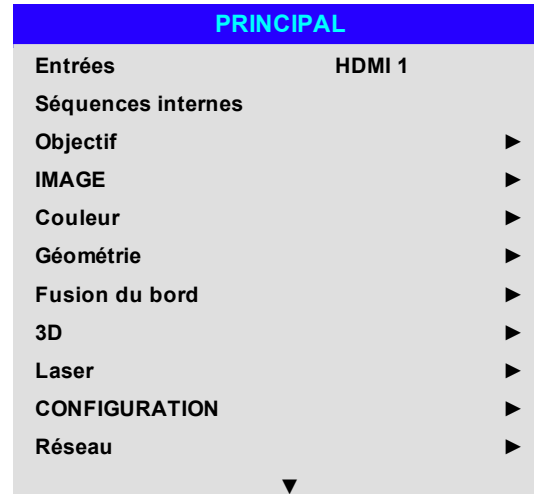 PRINCIPAL
Entrées HDMI 1
Séquences internes
Objectif ►
IMAGE ►
Couleur ►
Géométrie ►
Fusion du bord ►
3D ►
Laser ►
CONFIGURATION ►
Réseau ►
▼